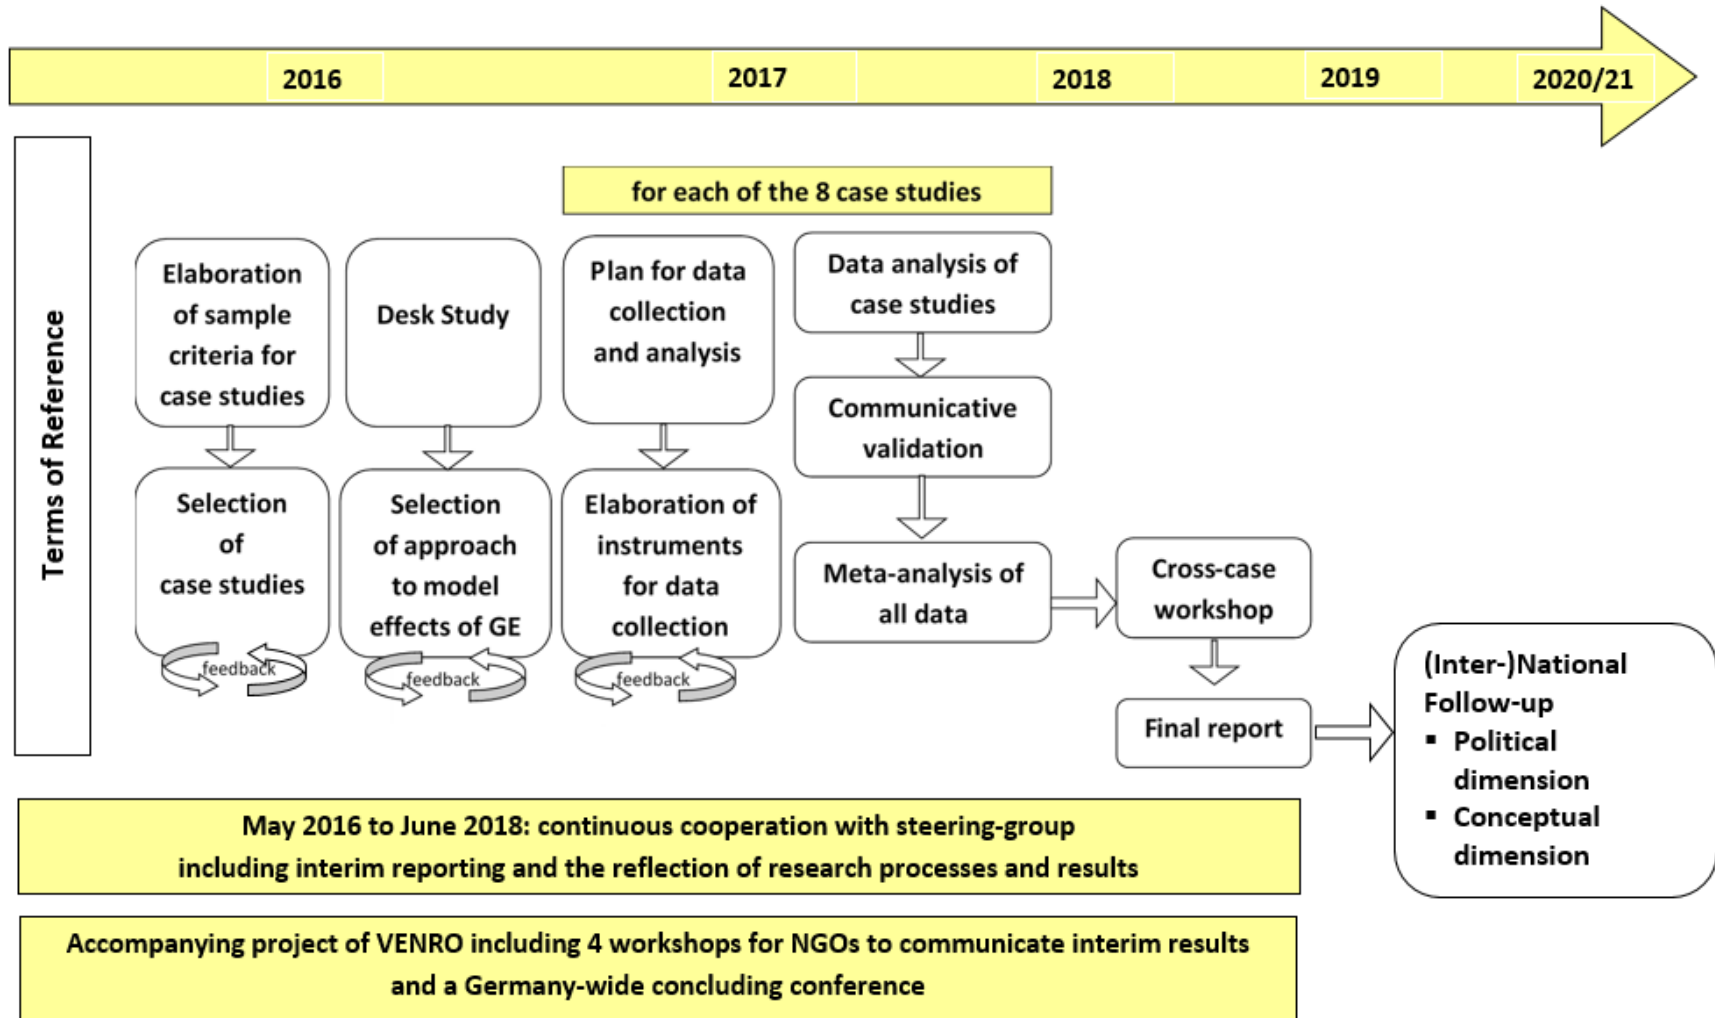 2016
2017
2018
2019
2020/21
Terms of Reference
for each of the 8 case studies
Elaboration
of sample
criteria for
case studies
Selection
of
case studies
feedback
Desk Study
Selection
of approach
to model
effects of GE
feedback
Plan for data
collection
and analysis
Elaboration of
instruments
for data
collection
feedback
Data analysis of
case studies
Communicative
validation
Meta-analysis of
all data
Cross-case
workshop
Final report
(Inter-)National
Follow-up
▪ Political
dimension
▪ Conceptual
dimension
May 2016 to June 2018: continuous cooperation with steering-group
including interim reporting and the reflection of research processes and results
Accompanying project of VENRO including 4 workshops for NGOs to communicate interim results
and a Germany-wide concluding conference